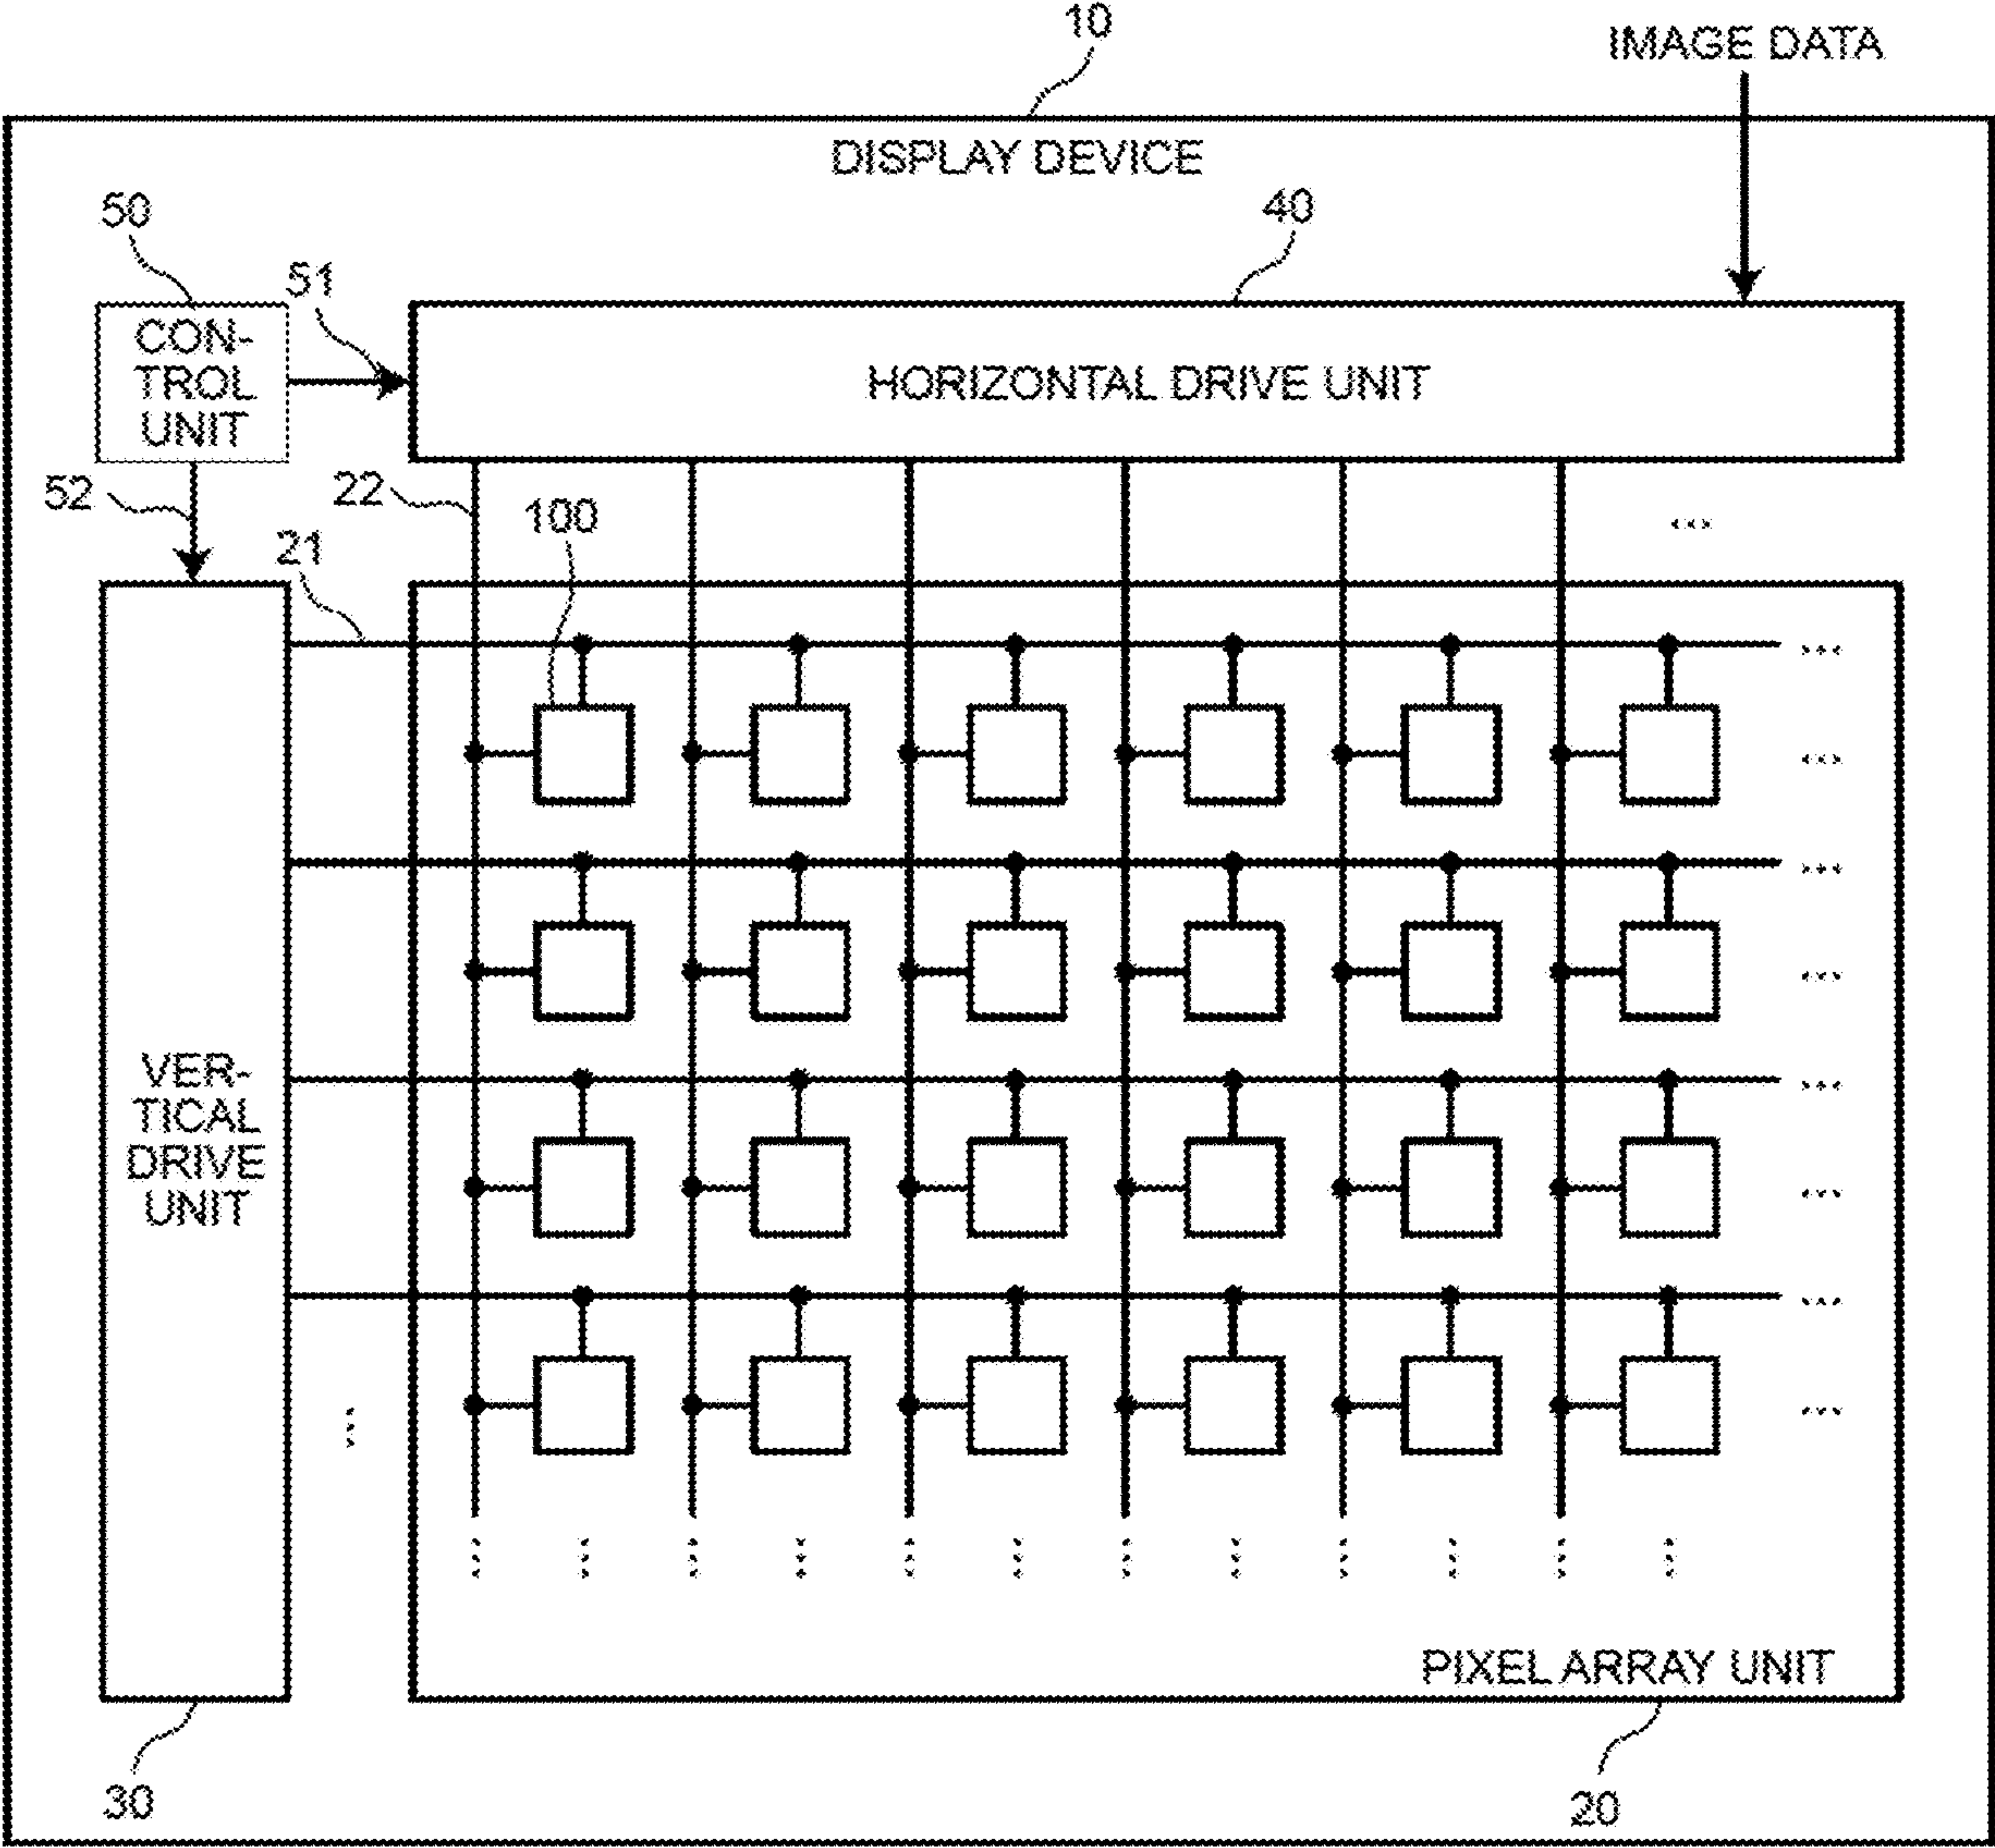 10
IMAGE DATA
DISPLAY DEVICE
50
40
51
CON-
TROL
UNIT
HORIZONTAL DRIVE UNIT
52
22
100
...
21
...
...
...
...
VER-
TICAL
DRIVE
UNIT
...
...
...
...
PIXEL ARRAY UNIT
30
20